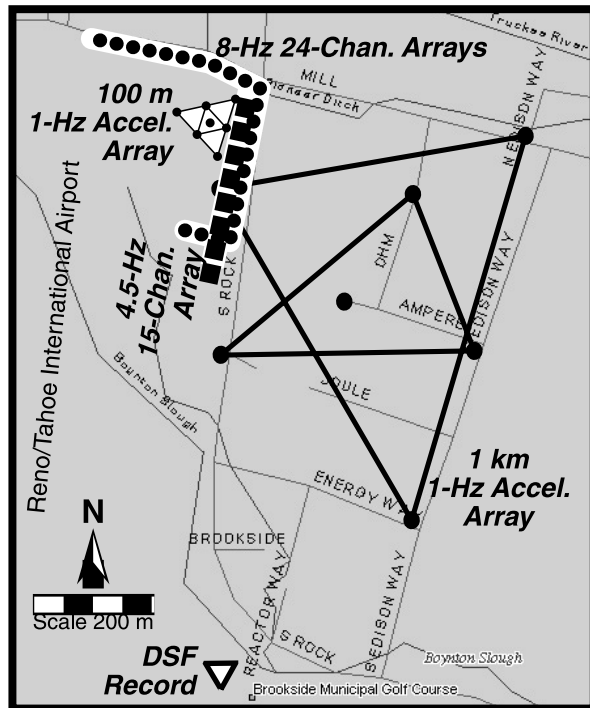 Truckee River
8-Hz 24-Chan. Arrays
MILL
Pioneer Ditch
N EDISON WAY
100 m
1-Hz Accel.
Array
OHM
4.5-Hz
15-Chan.
Array
S ROCK
AMPERE
EDISON WAY
Reno/Tahoe International Airport
Boynton Slough
JOULE
1 km
1-Hz Accel.
Array
ENERGY WAY
N
BROOKSIDE
Scale 200 m
REACTOR WAY
S EDISON WAY
S ROCK
DSF
Record
Boynton Slough
Brookside Municipal Golf Course